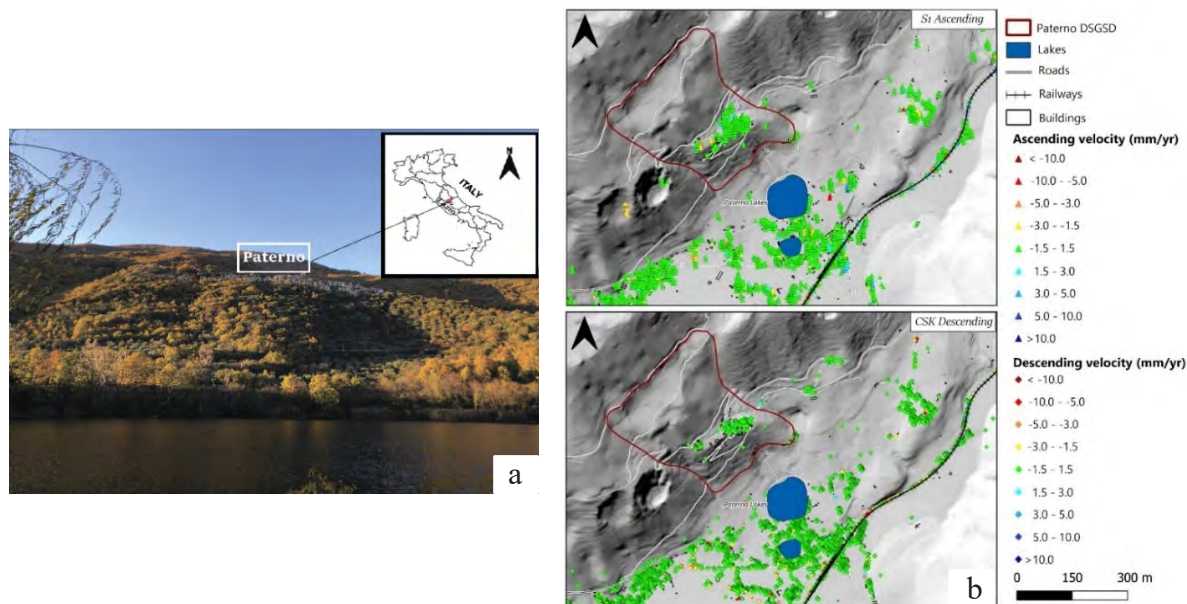 Paterno
ITALY
a
S1 Ascending
Paterno Lakes
CSK Descending
Paterno Lakes
b
Paterno DSGSD
Lakes
Roads
Railways
Buildings
Ascending velocity (mm/yr)
< -10.0
-10.0 - -5.0
-5.0 - -3.0
-3.0 - -1.5
-1.5 - 1.5
1.5 - 3.0
3.0 - 5.0
5.0 - 10.0
>10.0
Descending velocity (mm/yr)
< -10.0
-10.0 - -5.0
-5.0 - -3.0
-3.0 - -1.5
-1.5 - 1.5
1.5 - 3.0
3.0 - 5.0
5.0 - 10.0
>10.0
0 150 300 m